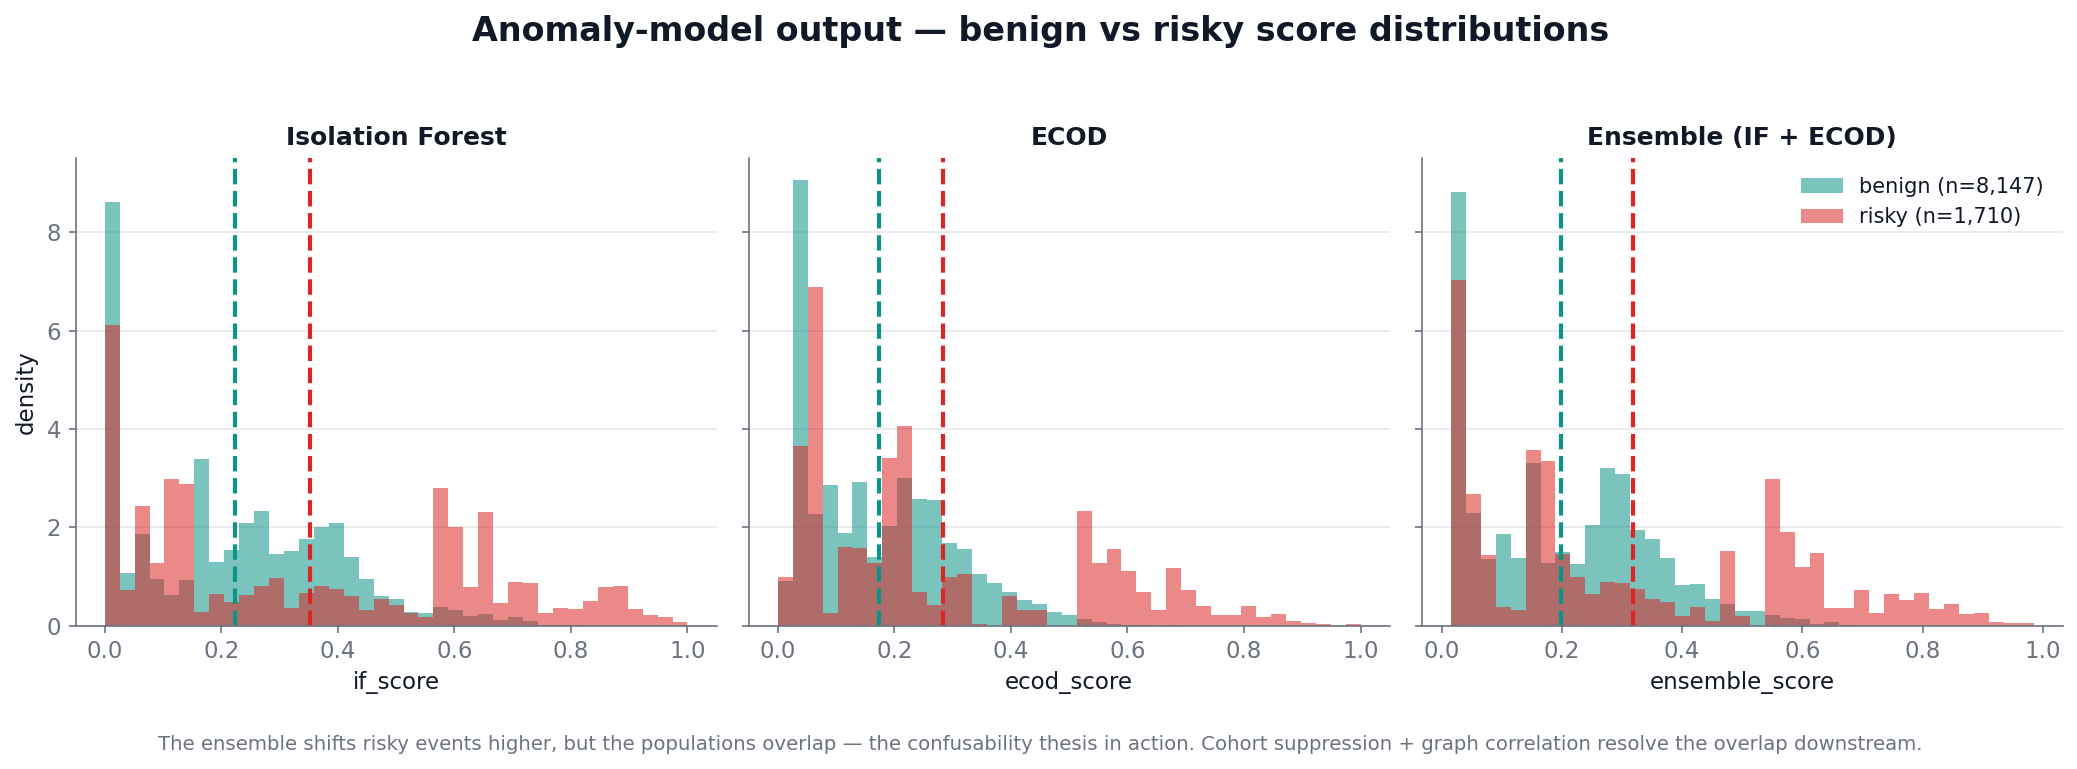 Anomaly-model output — benign vs risky score distributions
Isolation Forest
ECOD
Ensemble (IF + ECOD)
benign (n=8,147)
risky (n=1,710)
density
8
6
4
2
0
0.0 0.2 0.4 0.6 0.8 1.0
0.0 0.2 0.4 0.6 0.8 1.0
0.0 0.2 0.4 0.6 0.8 1.0
if_score
ecod_score
ensemble_score
The ensemble shifts risky events higher, but the populations overlap — the confusability thesis in action. Cohort suppression + graph correlation resolve the overlap downstream.